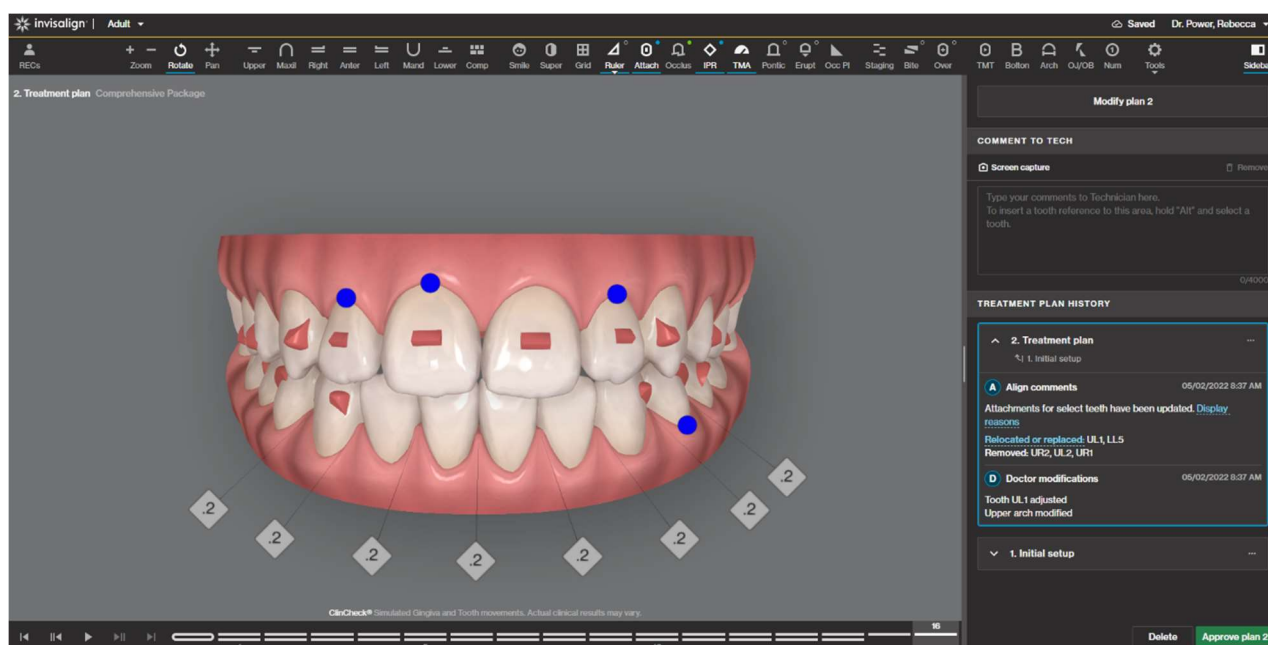 invisalign | Adult
Saved Dr. Power, Rebecca
RECs Zoom Rotate Pan Upper Maxil Right Anter Left Mand Lower Comp Smile Super Grid Ruler Attach Occlus IPR TMA Pontic Erupt Occ Pl Staging Bite Over TMT Bolton Arch OJ/OB Num Tools Sideba
2. Treatment plan Comprehensive Package
Modify plan 2
COMMENT TO TECH
Screen capture Remove
Type your comments to Technician here.
To insert a tooth reference to this area, hold "Alt" and select a
tooth.
0/4000
TREATMENT PLAN HISTORY
2. Treatment plan
1. Initial setup
A Align comments 05/02/2022 8:37 AM
Attachments for select teeth have been updated. Display
reasons
Relocated or replaced: UL1, LL5
Removed: UR2, UL2, UR1
D Doctor modifications 05/02/2022 8:37 AM
Tooth UL1 adjusted
Upper arch modified
1. Initial setup
.2
.2
.2
.2
.2
.2
.2
.2
ClinCheck® Simulated Gingiva and Tooth movements. Actual clinical results may vary.
16
Delete Approve plan 2